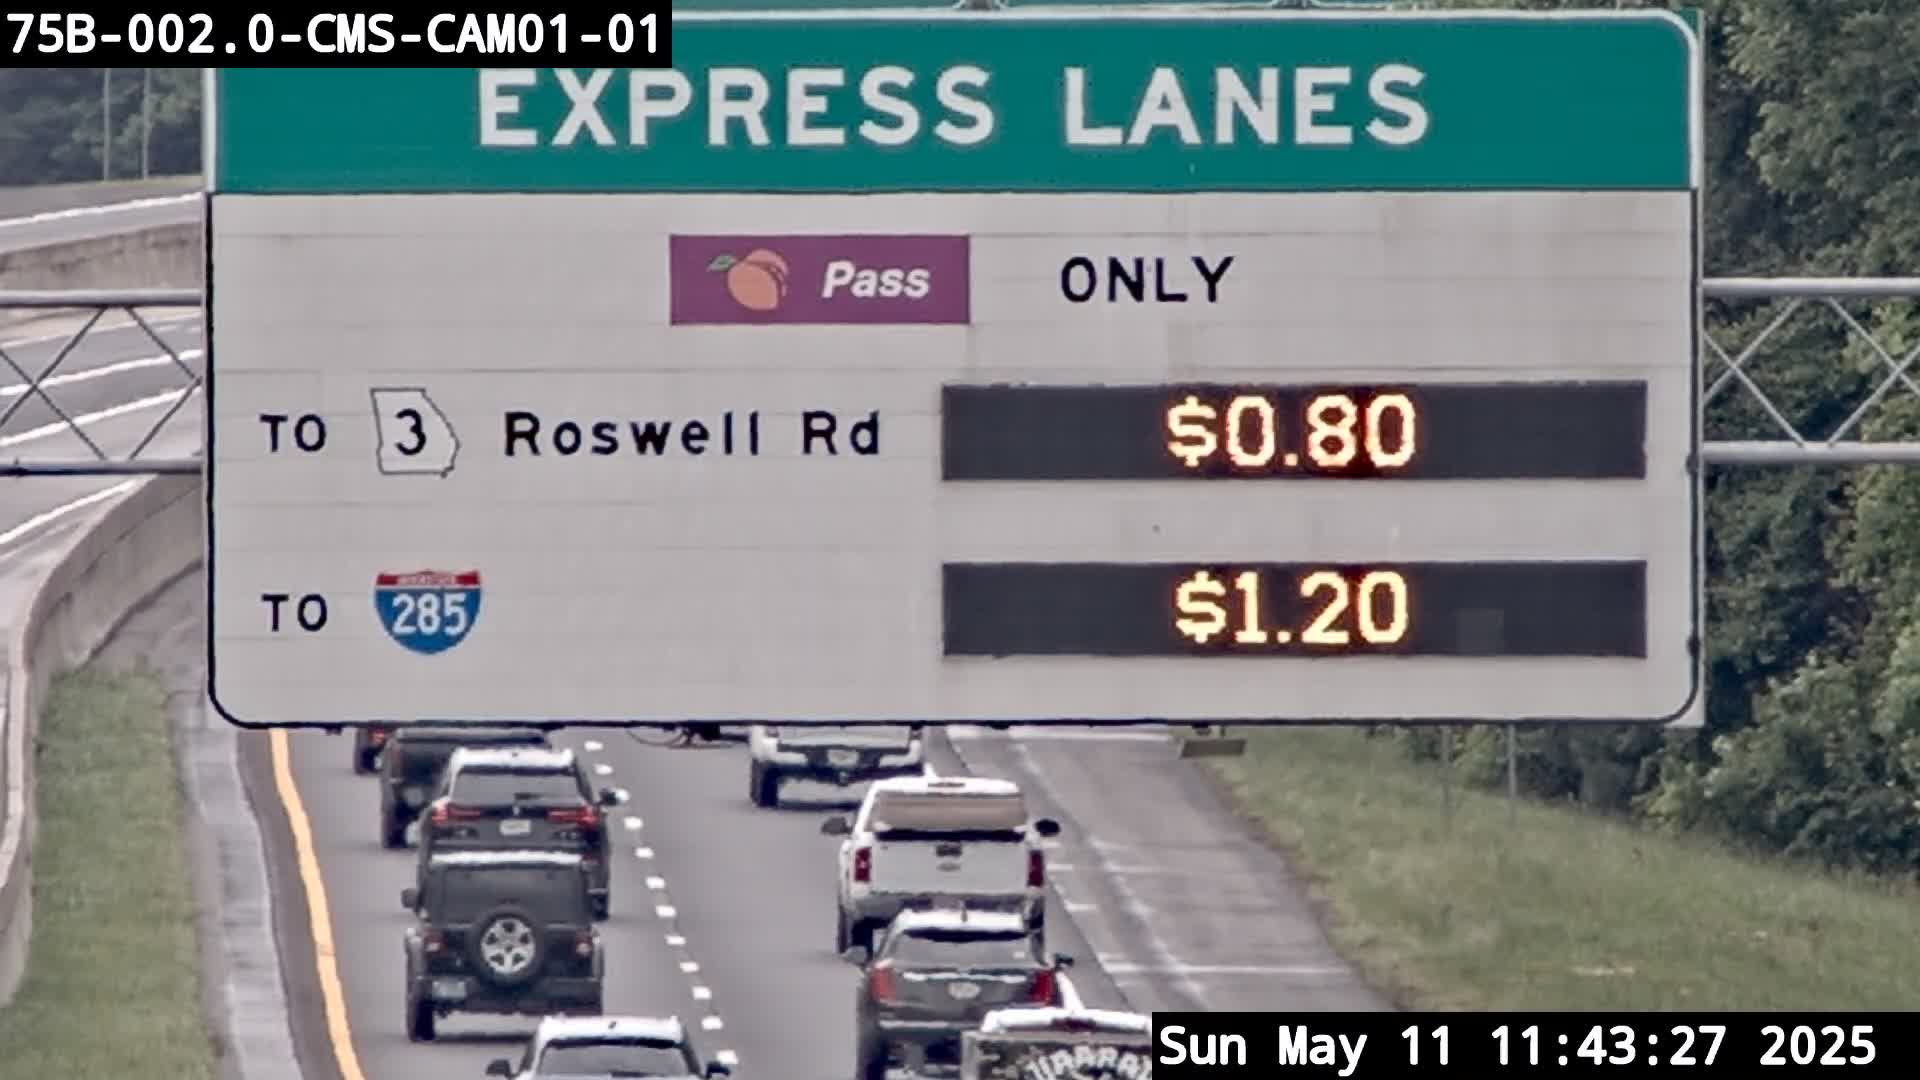 75B-002.0-CMS-CAM01-01
EXPRESS LANES
Pass ONLY
TO 3 Roswell Rd $0.80
TO 285 $1.20
Sun May 11 11:43:27 2025